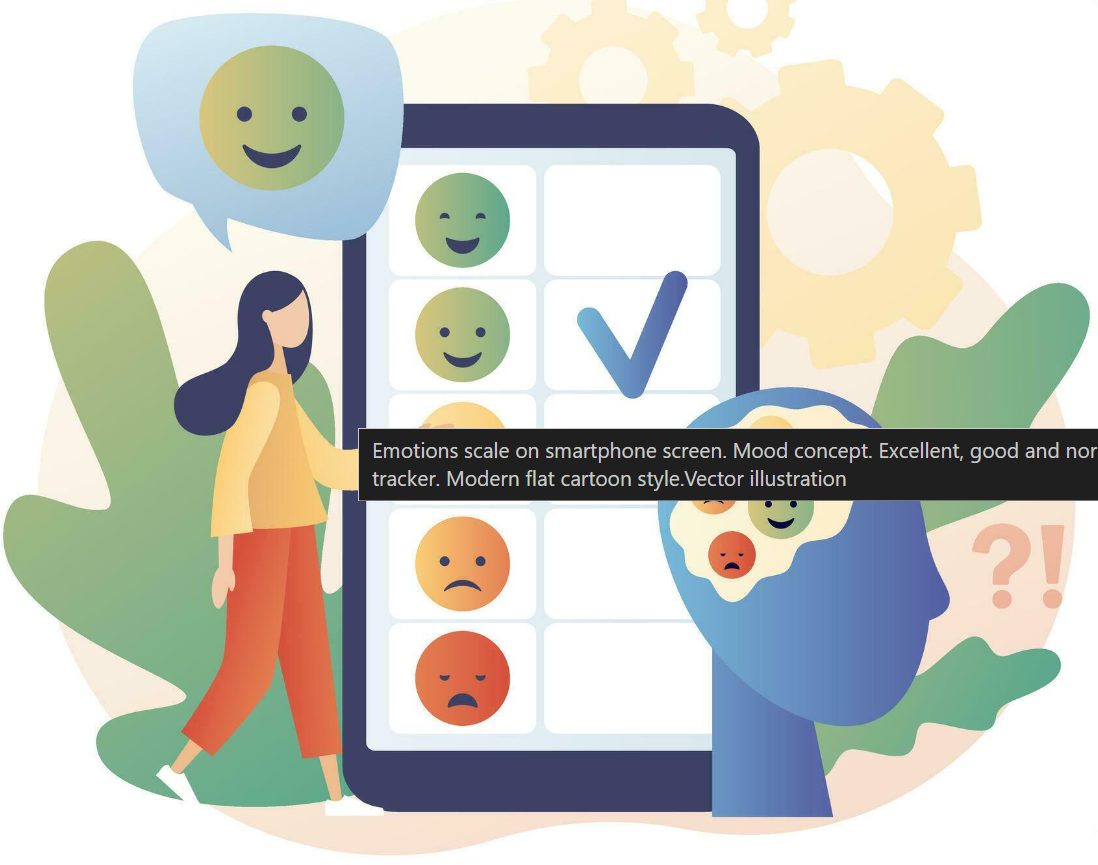 Emotions scale on smartphone screen. Mood concept. Excellent, good and nor
tracker. Modern flat cartoon style.Vector illustration
?!